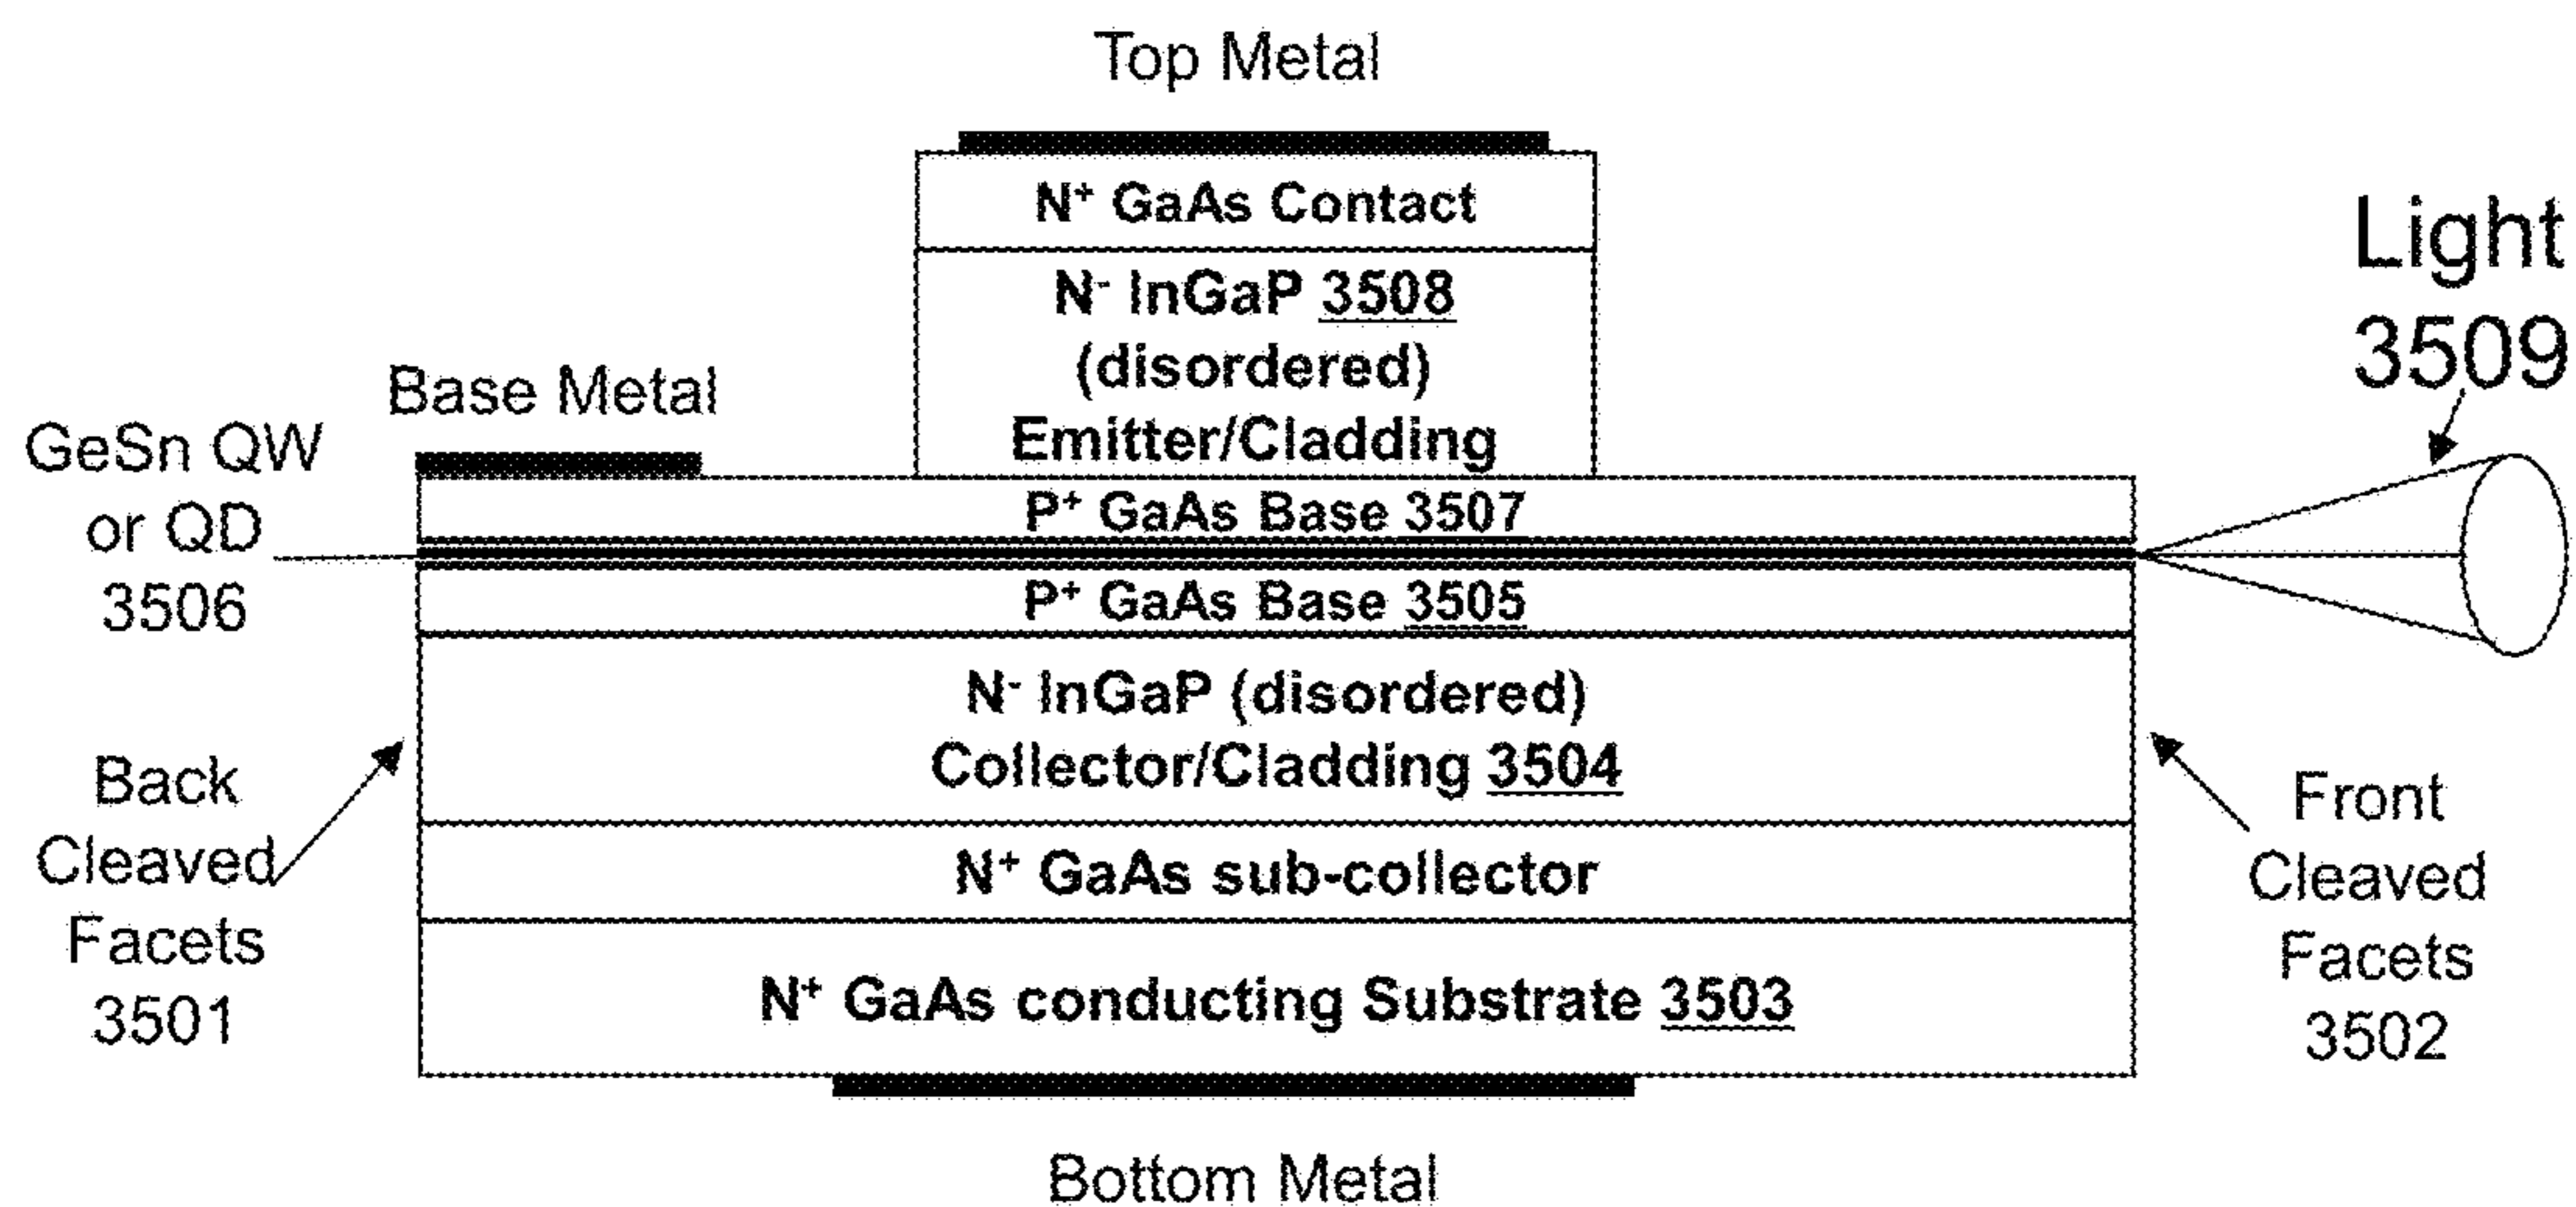 Top Metal
N⁺ GaAs Contact
N⁻ InGaP 3508
(disordered)
Emitter/Cladding
Light
3509
Base Metal
GeSn QW
or QD
3506
P⁺ GaAs Base 3507
P⁺ GaAs Base 3505
N⁻ InGaP (disordered)
Collector/Cladding 3504
Back
Cleaved
Facets
3501
Front
Cleaved
Facets
3502
N⁺ GaAs sub-collector
N⁺ GaAs conducting Substrate 3503
Bottom Metal